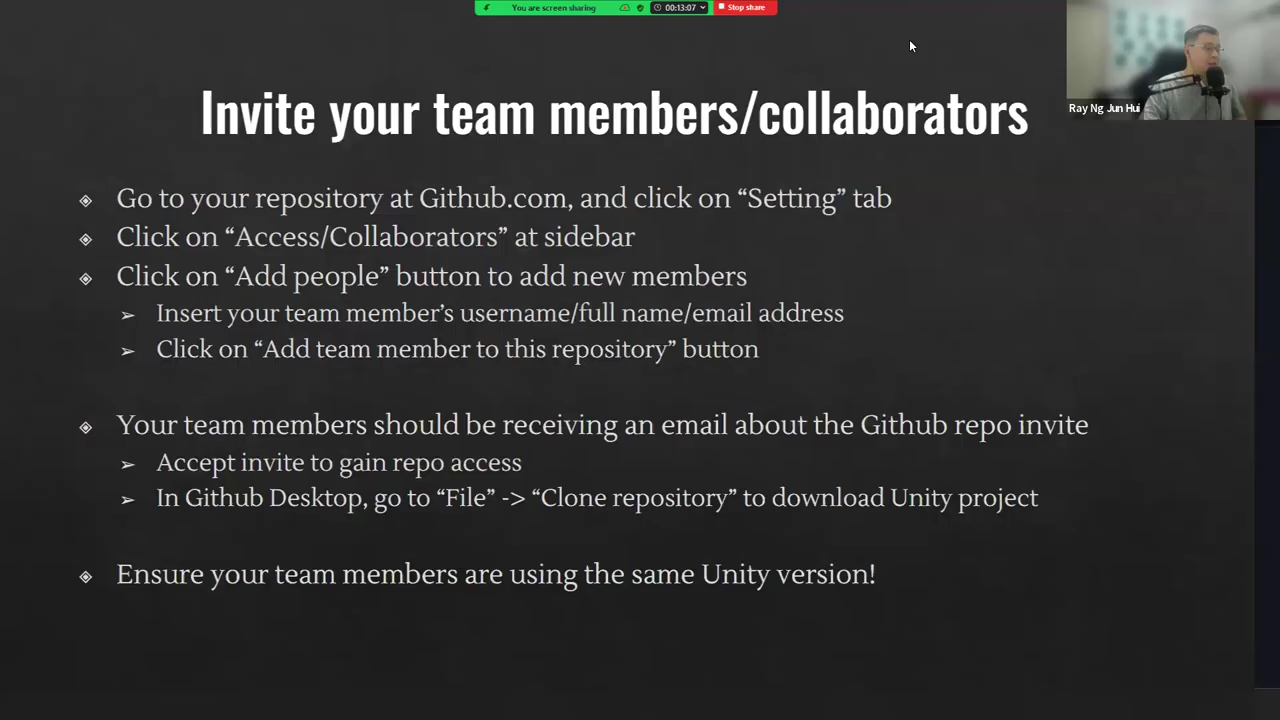 You are screen sharing
00:13:07
Stop share
Ray Ng Jun Hui
Invite your team members/collaborators
Go to your repository at Github.com, and click on “Setting” tab
Click on “Access/Collaborators” at sidebar
Click on “Add people” button to add new members
Insert your team member’s username/full name/email address
Click on “Add team member to this repository” button
Your team members should be receiving an email about the Github repo invite
Accept invite to gain repo access
In Github Desktop, go to “File” -> “Clone repository” to download Unity project
Ensure your team members are using the same Unity version!